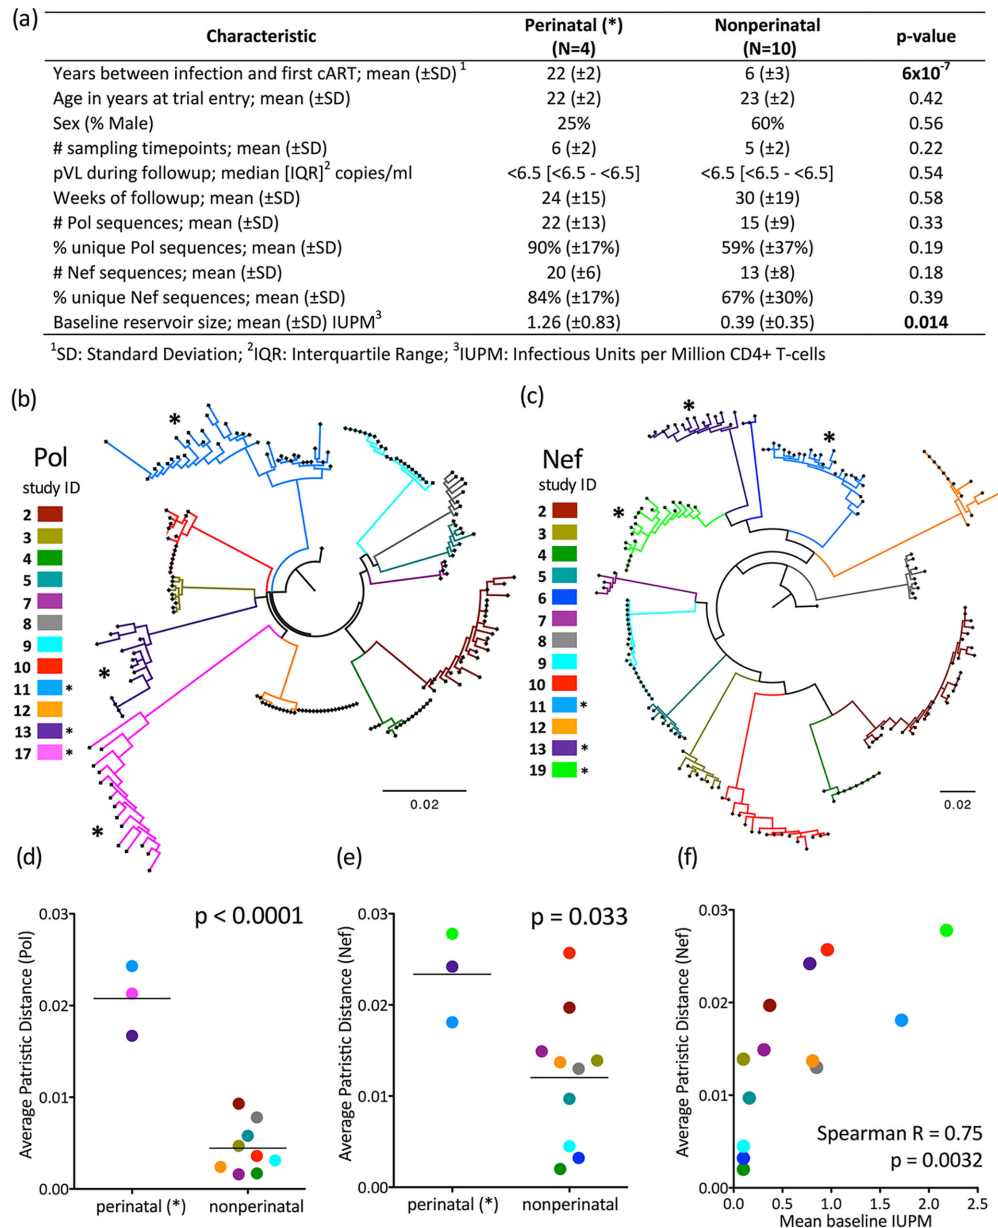 (a)
Characteristic Perinatal (*) (N=4) Nonperinatal (N=10) p-value
Years between infection and first cART; mean (±SD)1 22 (±2) 6 (±3) 6x10-7
Age in years at trial entry; mean (±SD) 22 (±2) 23 (±2) 0.42
Sex (% Male) 25% 60% 0.56
# sampling timepoints; mean (±SD) 6 (±2) 5 (±2) 0.22
pVL during followup; median [IQR]2 copies/ml <6.5 [<6.5 - <6.5] <6.5 [<6.5 - <6.5] 0.54
Weeks of followup; mean (±SD) 24 (±15) 30 (±19) 0.58
# Pol sequences; mean (±SD) 22 (±13) 15 (±9) 0.33
% unique Pol sequences; mean (±SD) 90% (±17%) 59% (±37%) 0.19
# Nef sequences; mean (±SD) 20 (±6) 13 (±8) 0.18
% unique Nef sequences; mean (±SD) 84% (±17%) 67% (±30%) 0.39
Baseline reservoir size; mean (±SD) IUPM3 1.26 (±0.83) 0.39 (±0.35) 0.014
1SD: Standard Deviation; 2IQR: Interquartile Range; 3IUPM: Infectious Units per Million CD4+ T-cells
(b)
*
Pol
study ID
2
3
4
5
7
8
9
10
11 *
12
13 *
17 *
*
*
0.02
(c)
*
*
*
Nef
study ID
2
3
4
5
6
7
8
9
10
11 *
12
13 *
19 *
0.02
(d)
p < 0.0001
Average Patristic Distance (Pol)
0.03
0.02
0.01
0.00
perinatal (*) nonperinatal
(e)
p = 0.033
Average Patristic Distance (Nef)
0.03
0.02
0.01
0.00
perinatal (*) nonperinatal
(f)
Average Patristic Distance (Nef)
0.03
0.02
0.01
0.00
Spearman R = 0.75
p = 0.0032
0.0 0.5 1.0 1.5 2.0 2.5
Mean baseline IUPM